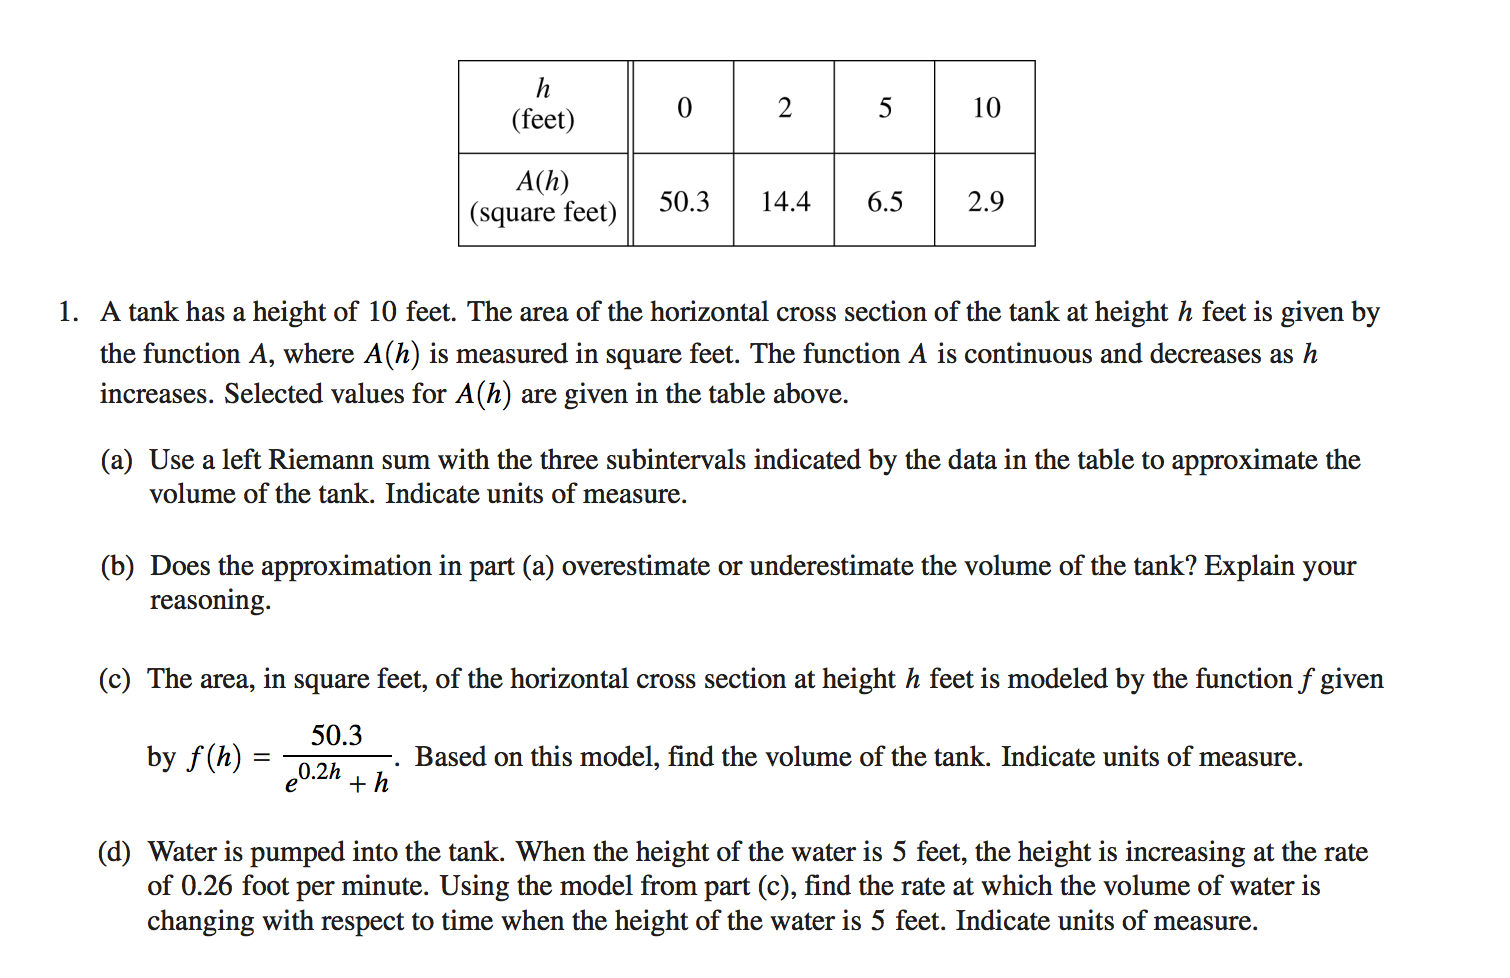 h
(feet)
0
2
5
10
A(h)
(square feet)
50.3
14.4
6.5
2.9
1. A tank has a height of 10 feet. The area of the horizontal cross section of the tank at height h feet is given by
the function A, where A(h) is measured in square feet. The function A is continuous and decreases as h
increases. Selected values for A(h) are given in the table above.
(a) Use a left Riemann sum with the three subintervals indicated by the data in the table to approximate the
volume of the tank. Indicate units of measure.
(b) Does the approximation in part (a) overestimate or underestimate the volume of the tank? Explain your
reasoning.
(c) The area, in square feet, of the horizontal cross section at height h feet is modeled by the function f given
by f(h) = 50.3 / (e^0.2h + h). Based on this model, find the volume of the tank. Indicate units of measure.
(d) Water is pumped into the tank. When the height of the water is 5 feet, the height is increasing at the rate
of 0.26 foot per minute. Using the model from part (c), find the rate at which the volume of water is
changing with respect to time when the height of the water is 5 feet. Indicate units of measure.